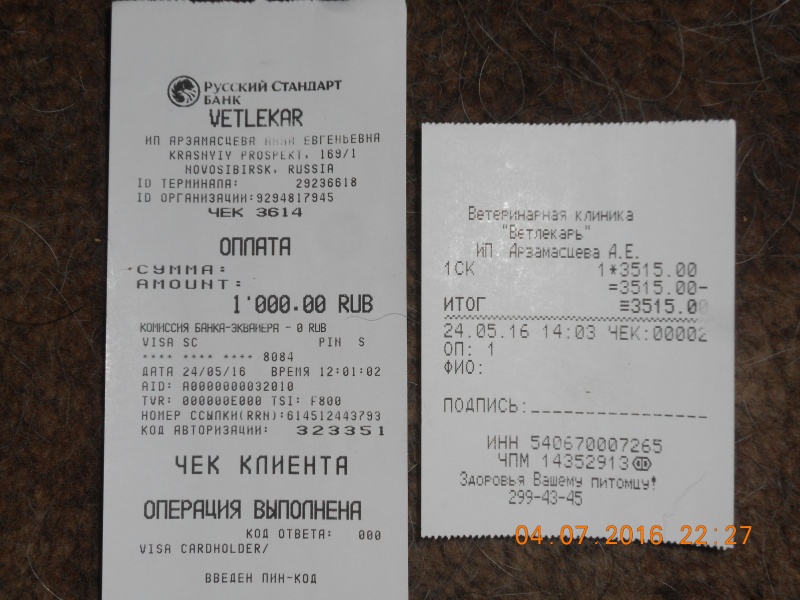 Русский Стандарт
Банк
VETLEKAR
ИП АРЗАМАСЦЕВА АННА ЕВГЕНЬЕВНА
KRASNYIY PROSPEKT, 169/1
NOVOSIBIRSK, RUSSIA
ID ТЕРМИНАЛА: 29236618
ID ОРГАНИЗАЦИИ:9294817945
ЧЕК 3614
ОПЛАТА
СУММА:
AMOUNT:
1'000.00 RUB
КОМИССИЯ БАНКА-ЭКВАЙЕРА - 0 RUB
VISA SC PIN S
**** **** **** 8084
ДАТА 24/05/16 ВРЕМЯ 12:01:02
AID: A0000000032010
TVR: 000000E000 TSI: F800
НОМЕР ССЫЛКИ(RRN):614512443793
КОД АВТОРИЗАЦИИ: 323351
ЧЕК КЛИЕНТА
ОПЕРАЦИЯ ВЫПОЛНЕНА
КОД ОТВЕТА: 000
VISA CARDHOLDER/
ВВЕДЕН ПИН-КОД
Ветеринарная клиника
"Ветлекарь"
ИП Арзамасцева А.Е.
1СК 1*3515.00
=3515.00-
ИТОГ ≡3515.00
24.05.16 14:03 ЧЕК:00002
ОП: 1
ФИО:
ПОДПИСЬ:_______________
ИНН 540670007265
ЧПМ 14352913
Здоровья Вашему питомцу!
299-43-45
04.07.2016 22:27